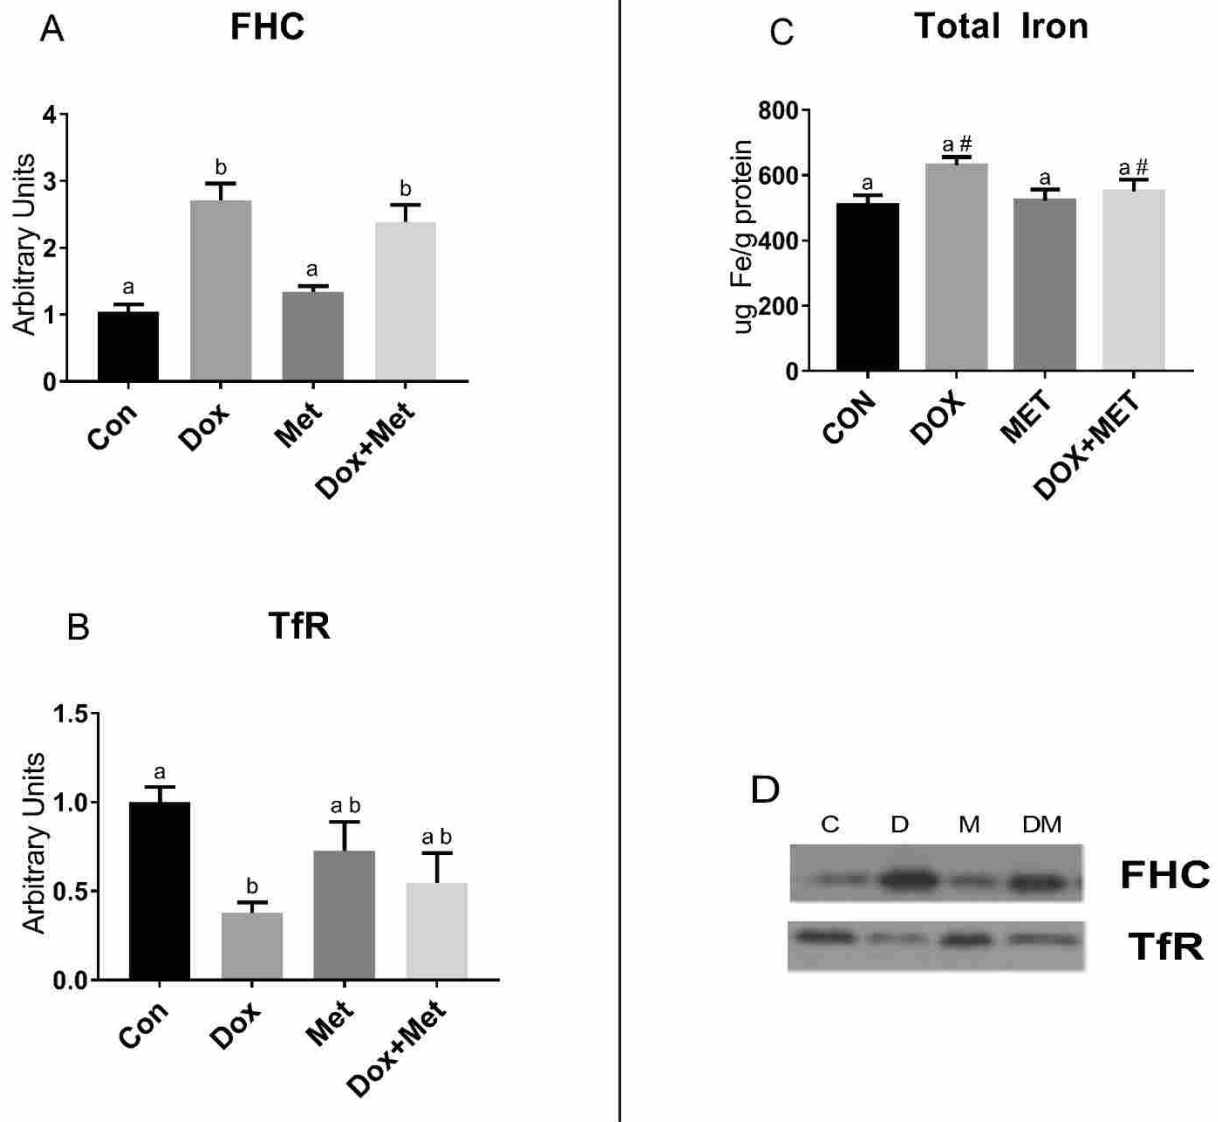 A
FHC
Arbitrary Units
4
3
2
1
0
a
b
a
b
Con
Dox
Met
Dox+Met
B
TfR
Arbitrary Units
1.5
1.0
0.5
0.0
a
b
a b
a b
Con
Dox
Met
Dox+Met
C
Total Iron
ug Fe/g protein
800
600
400
200
0
a
a #
a
a #
CON
DOX
MET
DOX+MET
D
C D M DM
FHC
TfR